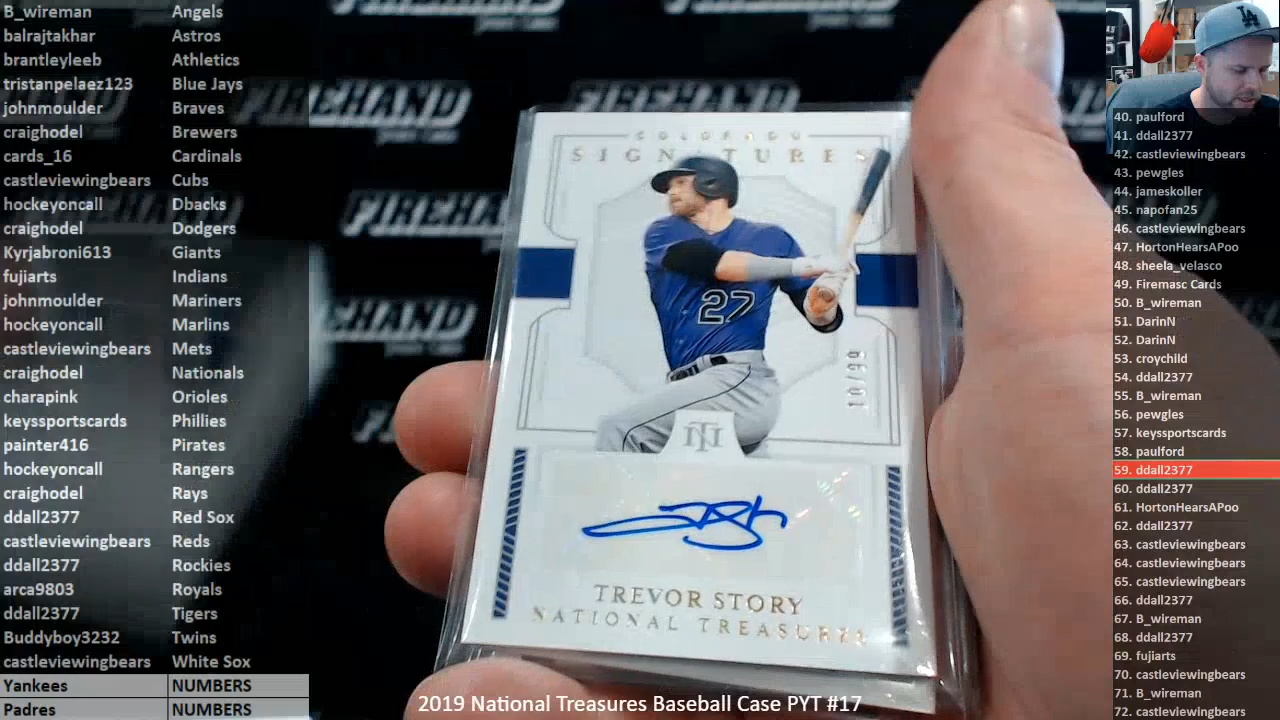 B_wireman Angels
balrajtakhar Astros
brantleyleeb Athletics
tristanpelaez123 Blue Jays
johnmoulder Braves
craighodel Brewers
cards_16 Cardinals
castleviewingbears Cubs
hockeyoncall Dbacks
craighodel Dodgers
Kyrjabroni613 Giants
fujiarts Indians
johnmoulder Mariners
hockeyoncall Marlins
castleviewingbears Mets
craighodel Nationals
charapink Orioles
keyssportscards Phillies
painter416 Pirates
hockeyoncall Rangers
craighodel Rays
ddall2377 Red Sox
castleviewingbears Reds
ddall2377 Rockies
arca9803 Royals
ddall2377 Tigers
Buddyboy3232 Twins
castleviewingbears White Sox
Yankees NUMBERS
Padres NUMBERS
FIREHAND
FIREHAND
FIREHAND
FIREHAND
COLORADO
SIGNATURES
27
10/99
NT
TREVOR STORY
NATIONAL TREASURES
2019 National Treasures Baseball Case PYT #17
LA
40. paulford
41. ddall2377
42. castleviewingbears
43. pewgles
44. jameskoller
45. napofan25
46. castleviewingbears
47. HortonHearsAPoo
48. sheela_velasco
49. Firemasc Cards
50. B_wireman
51. DarinN
52. DarinN
53. croychild
54. ddall2377
55. B_wireman
56. pewgles
57. keyssportscards
58. paulford
59. ddall2377
60. ddall2377
61. HortonHearsAPoo
62. ddall2377
63. castleviewingbears
64. castleviewingbears
65. castleviewingbears
66. ddall2377
67. B_wireman
68. ddall2377
69. fujiarts
70. castleviewingbears
71. B_wireman
72. castleviewingbears